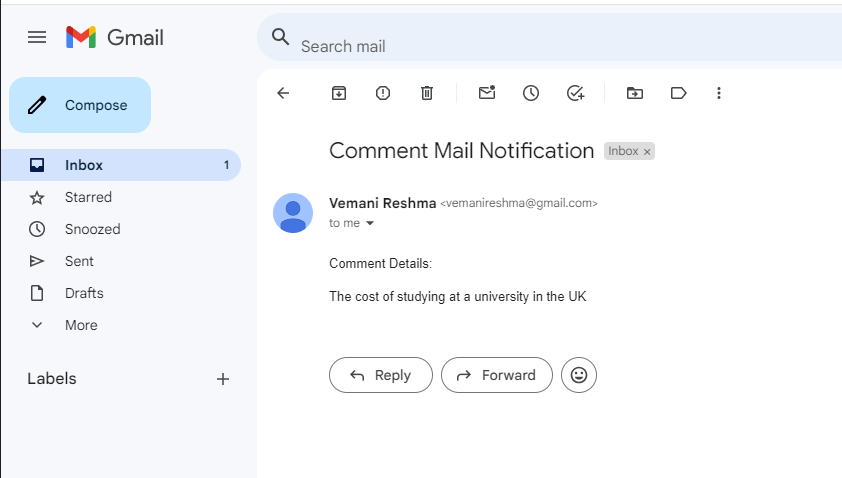 Gmail
Search mail
Compose
Inbox 1
Starred
Snoozed
Sent
Drafts
More
Labels
Comment Mail Notification Inbox ×
Vemani Reshma <vemanireshma@gmail.com>
to me
Comment Details:
The cost of studying at a university in the UK
Reply Forward